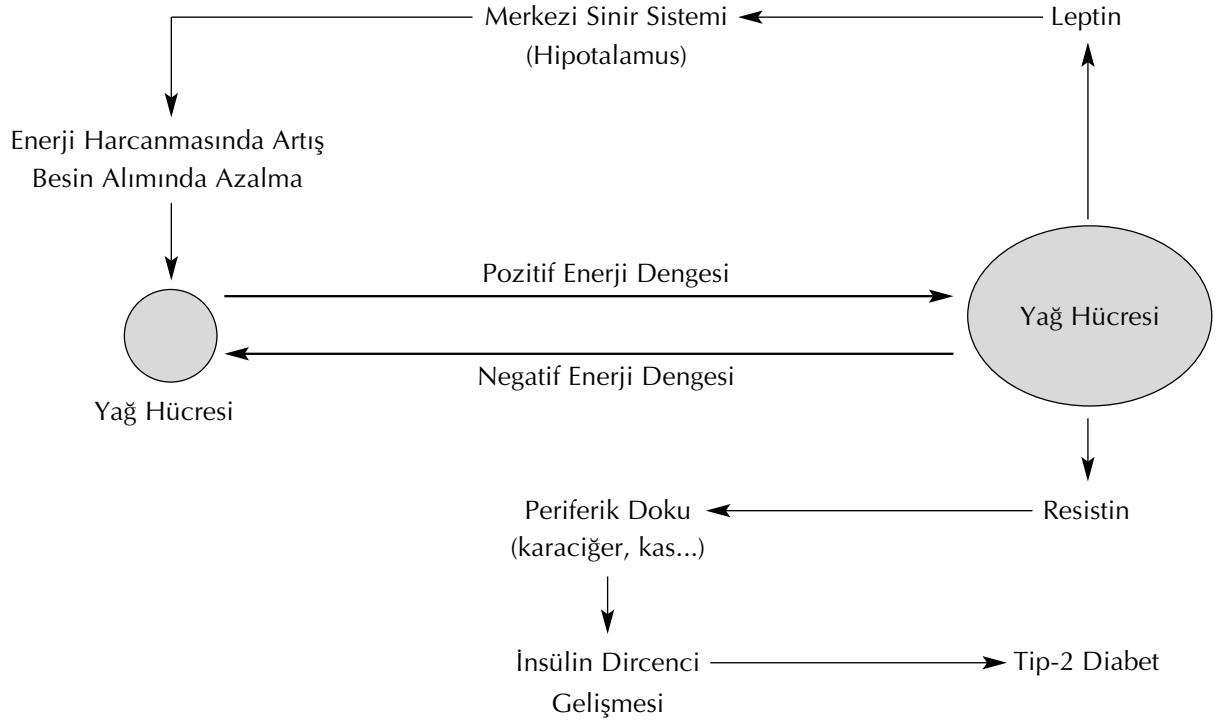 Merkezi Sinir Sistemi
(Hipotalamus)
Leptin
Enerji Harcanmasında Artış
Besin Alımında Azalma
Pozitif Enerji Dengesi
Yağ Hücresi
Negatif Enerji Dengesi
Yağ Hücresi
Periferik Doku
(karaciğer, kas...)
Resistin
İnsülin Dircenci
Gelişmesi
Tip-2 Diabet